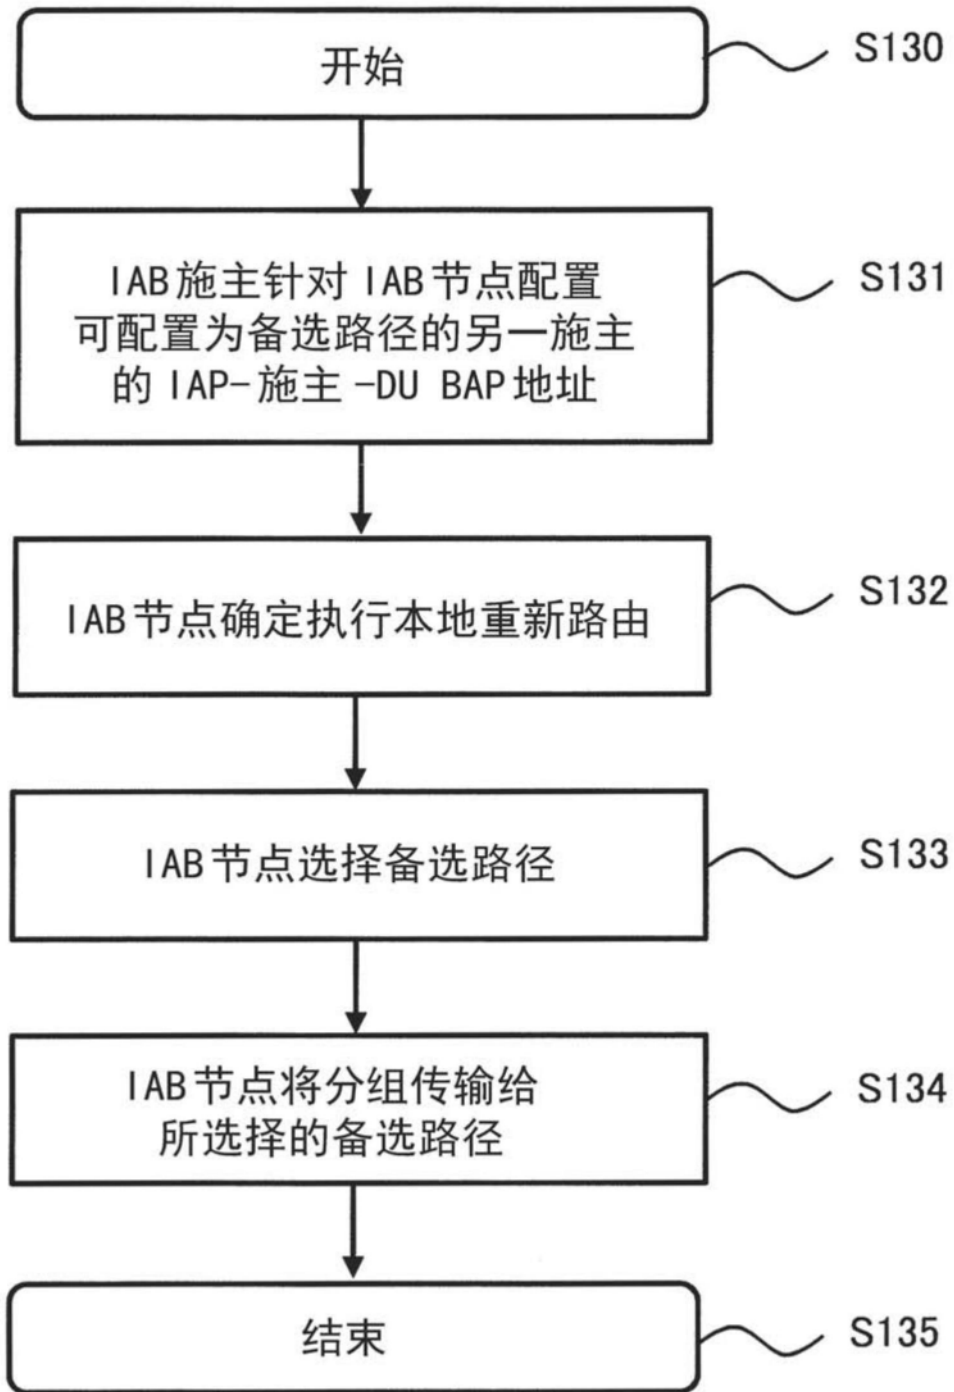 开始
S130
IAB施主针对IAB节点配置
可配置为备选路径的另一施主
的IAP-施主-DU BAP地址
S131
IAB节点确定执行本地重新路由
S132
IAB节点选择备选路径
S133
IAB节点将分组传输给
所选择的备选路径
S134
结束
S135